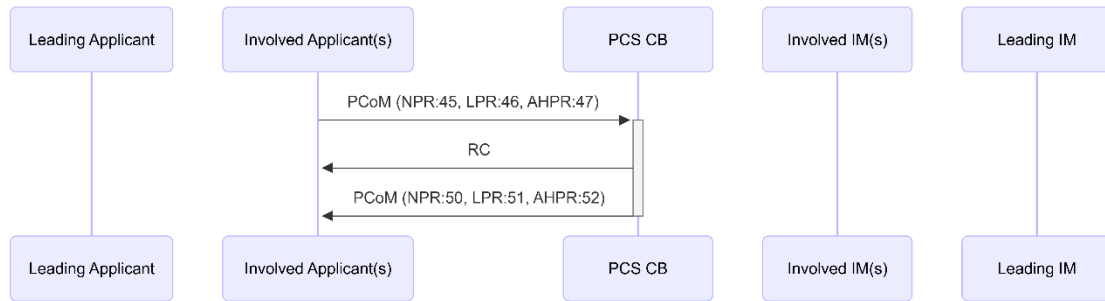 Leading Applicant
Involved Applicant(s)
PCS CB
Involved IM(s)
Leading IM
PCoM (NPR:45, LPR:46, AHPR:47)
RC
PCoM (NPR:50, LPR:51, AHPR:52)
Leading Applicant
Involved Applicant(s)
PCS CB
Involved IM(s)
Leading IM